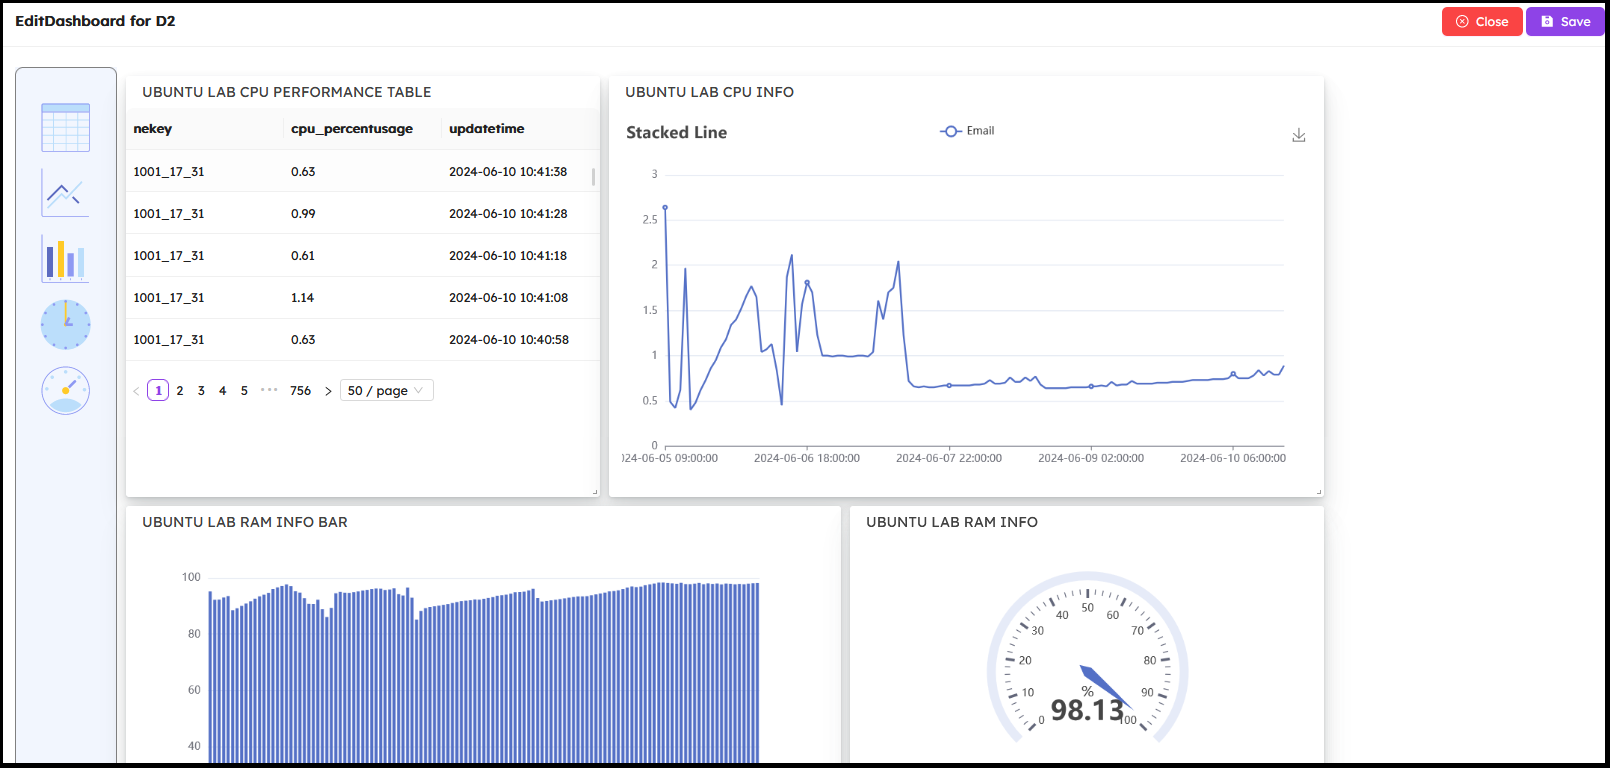 EditDashboard for D2
Close
Save
UBUNTU LAB CPU PERFORMANCE TABLE
nekey cpu_percentusage updatetime
1001_17_31 0.63 2024-06-10 10:41:38
1001_17_31 0.99 2024-06-10 10:41:28
1001_17_31 0.61 2024-06-10 10:41:18
1001_17_31 1.14 2024-06-10 10:41:08
1001_17_31 0.63 2024-06-10 10:40:58
< 1 2 3 4 5 ••• 756 > 50 / page
UBUNTU LAB CPU INFO
Stacked Line
Email
3
2.5
2
1.5
1
0.5
0
24-06-05 09:00:00 2024-06-06 18:00:00 2024-06-07 22:00:00 2024-06-09 02:00:00 2024-06-10 06:00:00
UBUNTU LAB RAM INFO BAR
100
80
60
40
UBUNTU LAB RAM INFO
0
10
20
30
40
50
60
70
80
90
100
%
98.13